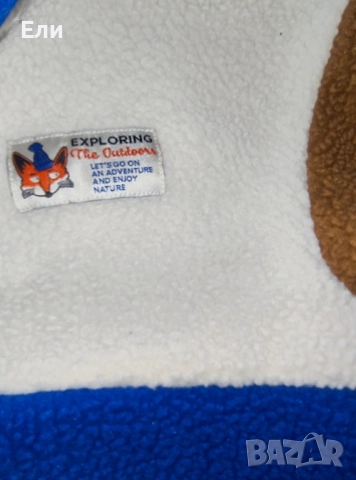 Ели
EXPLORING
The Outdoors
LET'S GO ON
AN ADVENTURE
AND ENJOY
NATURE
BAZAR